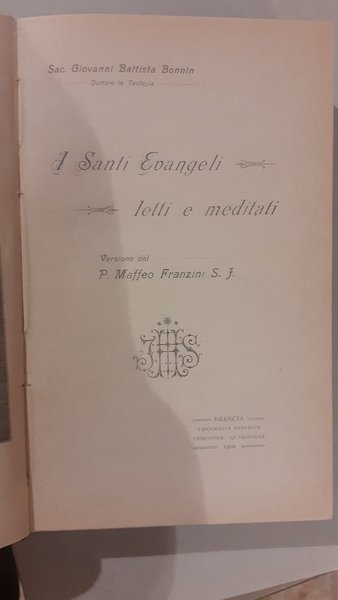 Sac. Giovanni Battista Bonnin
Dottore in Teologia
I Santi Evangeli
letti e meditati
Versione del
P. Maffeo Franzini S. J.
JHS
BRESCIA
TIPOGRAFIA EDITRICE
VESCOVILE QUERINIANA